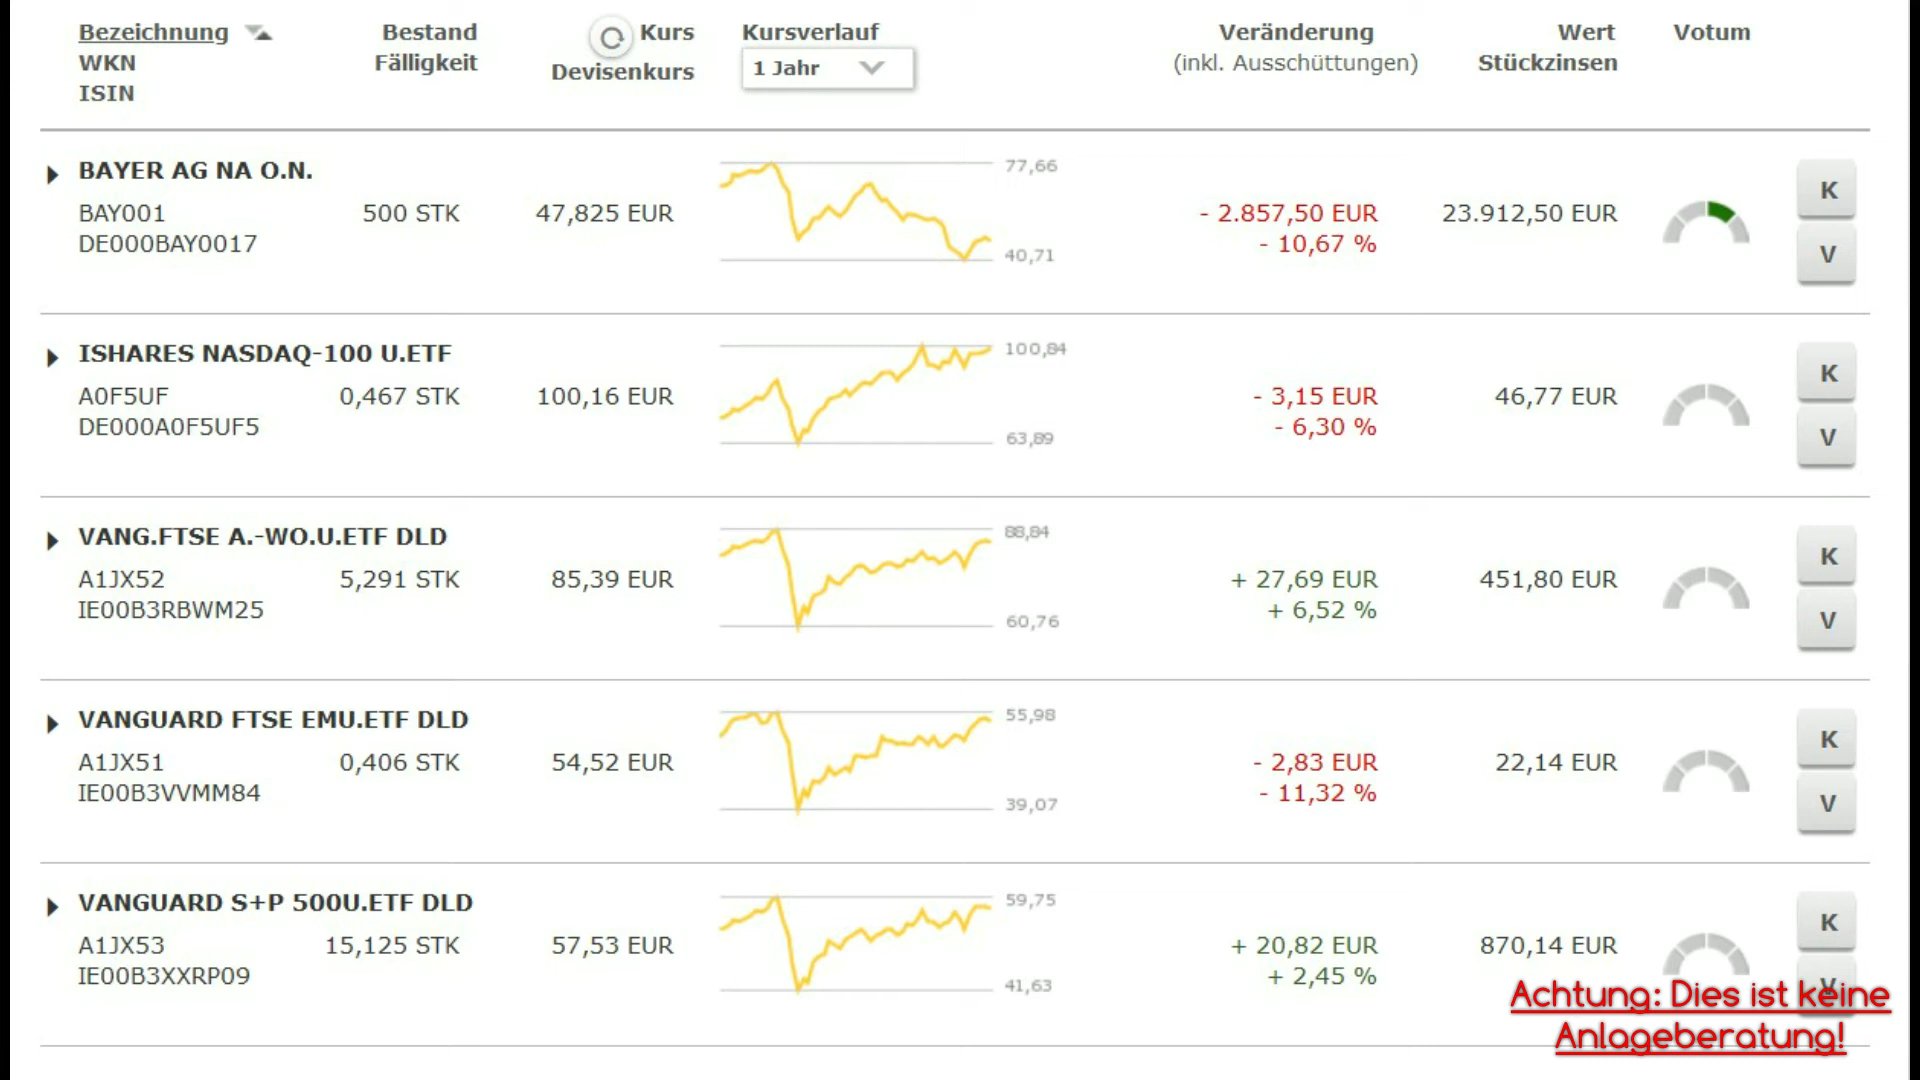 Bezeichnung
WKN
ISIN
Bestand
Fälligkeit
Kurs
Devisenkurs
Kursverlauf
1 Jahr
Veränderung
(inkl. Ausschüttungen)
Wert
Stückzinsen
Votum
BAYER AG NA O.N.
BAY001
DE000BAY0017
500 STK
47,825 EUR
77,66
40,71
- 2.857,50 EUR
- 10,67 %
23.912,50 EUR
K
V
ISHARES NASDAQ-100 U.ETF
A0F5UF
DE000A0F5UF5
0,467 STK
100,16 EUR
100,84
63,89
- 3,15 EUR
- 6,30 %
46,77 EUR
K
V
VANG.FTSE A.-WO.U.ETF DLD
A1JX52
IE00B3RBWM25
5,291 STK
85,39 EUR
88,84
60,76
+ 27,69 EUR
+ 6,52 %
451,80 EUR
K
V
VANGUARD FTSE EMU.ETF DLD
A1JX51
IE00B3VVMM84
0,406 STK
54,52 EUR
55,98
39,07
- 2,83 EUR
- 11,32 %
22,14 EUR
K
V
VANGUARD S+P 500U.ETF DLD
A1JX53
IE00B3XXRP09
15,125 STK
57,53 EUR
59,75
41,63
+ 20,82 EUR
+ 2,45 %
870,14 EUR
K
V
Achtung: Dies ist keine
Anlageberatung!